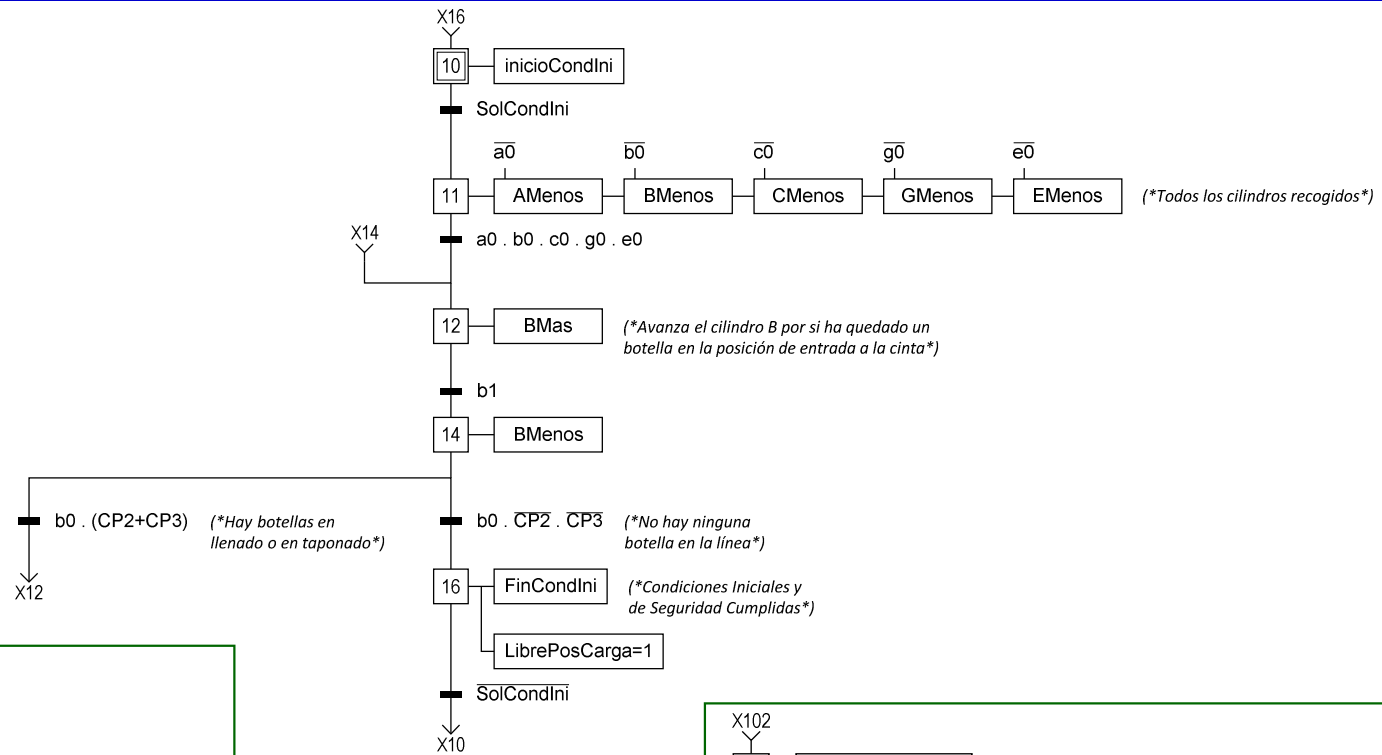 X16
10 inicioCondIni
SolCondIni
a0 b0 c0 g0 e0
11 AMenos BMenos CMenos GMenos EMenos (*Todos los cilindros recogidos*)
X14
a0 . b0 . c0 . g0 . e0
12 BMas (*Avanza el cilindro B por si ha quedado un
botella en la posición de entrada a la cinta*)
b1
14 BMenos
b0 . (CP2+CP3) (*Hay botellas en
llenado o en taponado*)
b0 . C̅P̅2̅ . C̅P̅3̅ (*No hay ninguna
botella en la línea*)
X12
16 FinCondIni (*Condiciones Iniciales y
de Seguridad Cumplidas*)
LibrePosCarga=1
S̅o̅l̅C̅o̅n̅d̅I̅n̅i̅
X10
X102